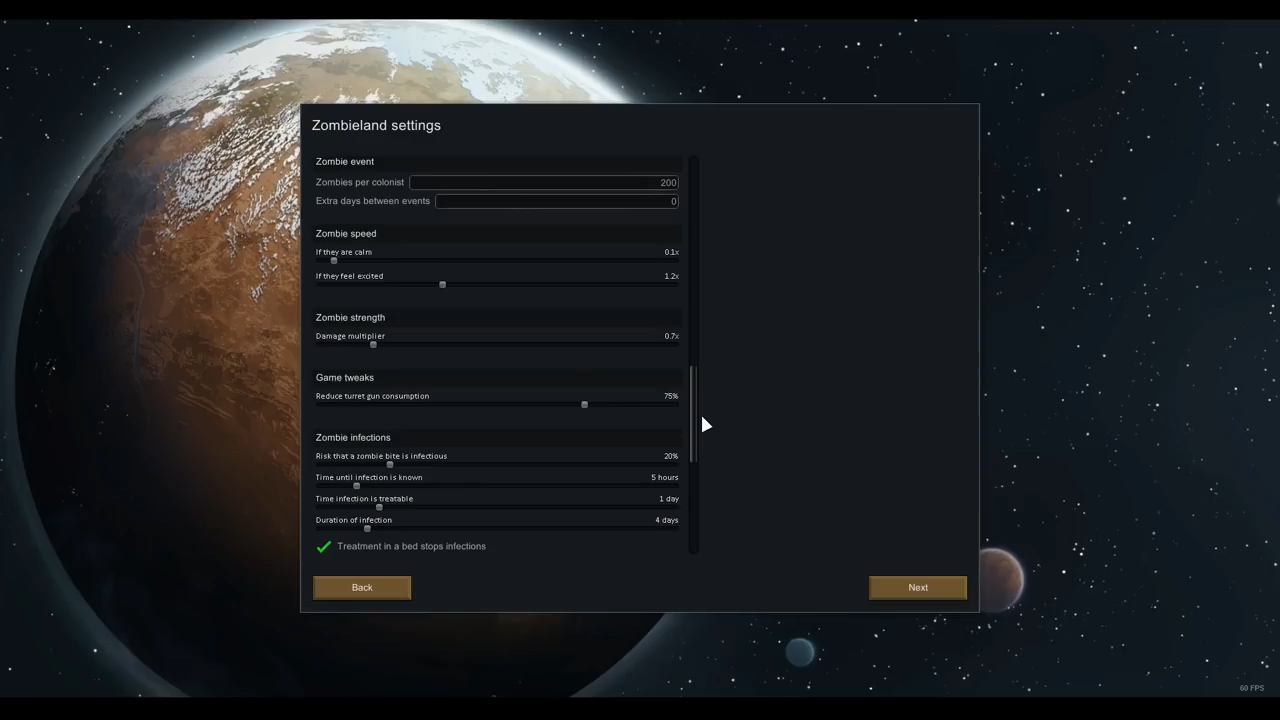 Zombieland settings
Zombie event
Zombies per colonist 200
Extra days between events 0
Zombie speed
If they are calm 0.1x
If they feel excited 1.2x
Zombie strength
Damage multiplier 0.7x
Game tweaks
Reduce turret gun consumption 75%
Zombie infections
Risk that a zombie bite is infectious 20%
Time until infection is known 5 hours
Time infection is treatable 1 day
Duration of infection 4 days
Treatment in a bed stops infections
Back Next
60 FPS